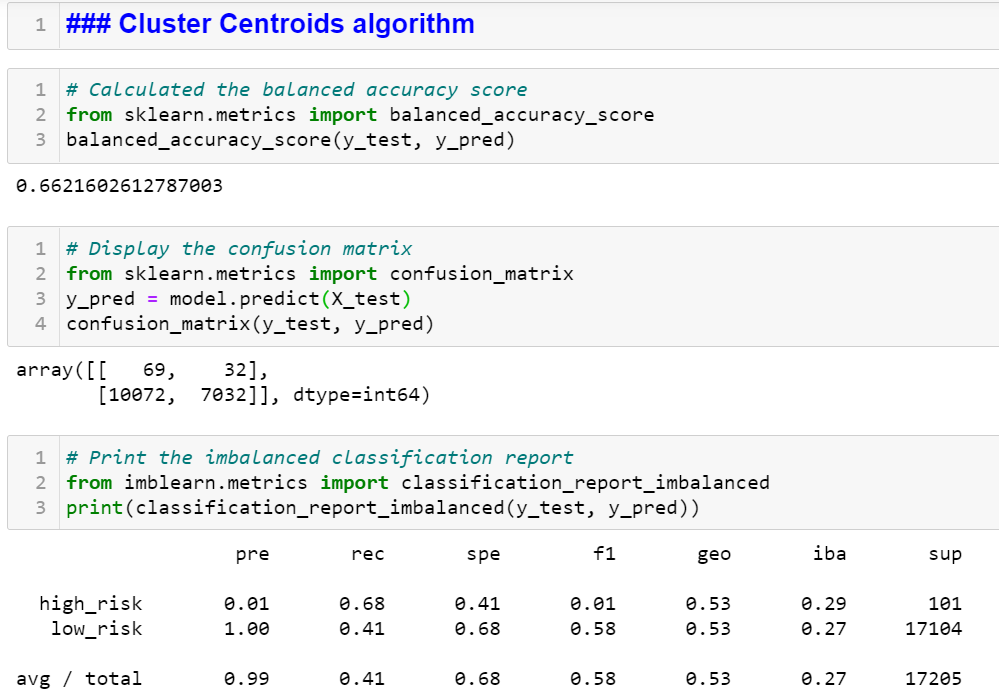 1 ### Cluster Centroids algorithm
1 # Calculated the balanced accuracy score
2 from sklearn.metrics import balanced_accuracy_score
3 balanced_accuracy_score(y_test, y_pred)
0.6621602612787003
1 # Display the confusion matrix
2 from sklearn.metrics import confusion_matrix
3 y_pred = model.predict(X_test)
4 confusion_matrix(y_test, y_pred)
array([[   69,    32],
       [10072,  7032]], dtype=int64)
1 # Print the imbalanced classification report
2 from imblearn.metrics import classification_report_imbalanced
3 print(classification_report_imbalanced(y_test, y_pred))
pre rec spe f1 geo iba sup
high_risk 0.01 0.68 0.41 0.01 0.53 0.29 101
low_risk 1.00 0.41 0.68 0.58 0.53 0.27 17104
avg / total 0.99 0.41 0.68 0.58 0.53 0.27 17205